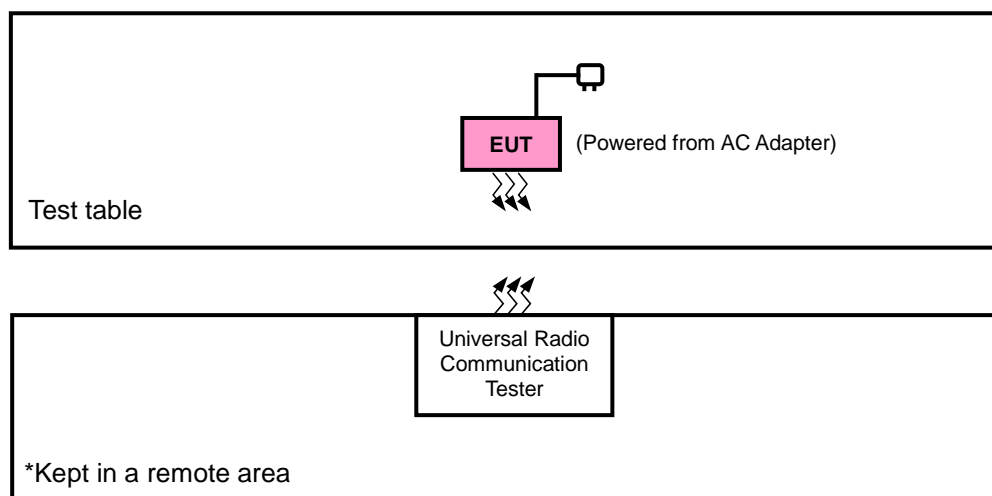 EUT
(Powered from AC Adapter)
Test table
Universal Radio
Communication
Tester
*Kept in a remote area